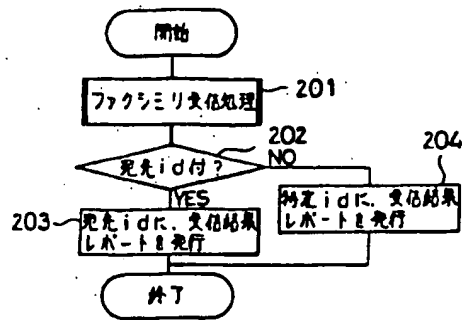 開始
ファクシミリ受信処理
201
202
宛先id付?
NO
204
YES
203
宛先idに、受信結果
レポートを発行
特定idに、受信結果
レポートを発行
終了